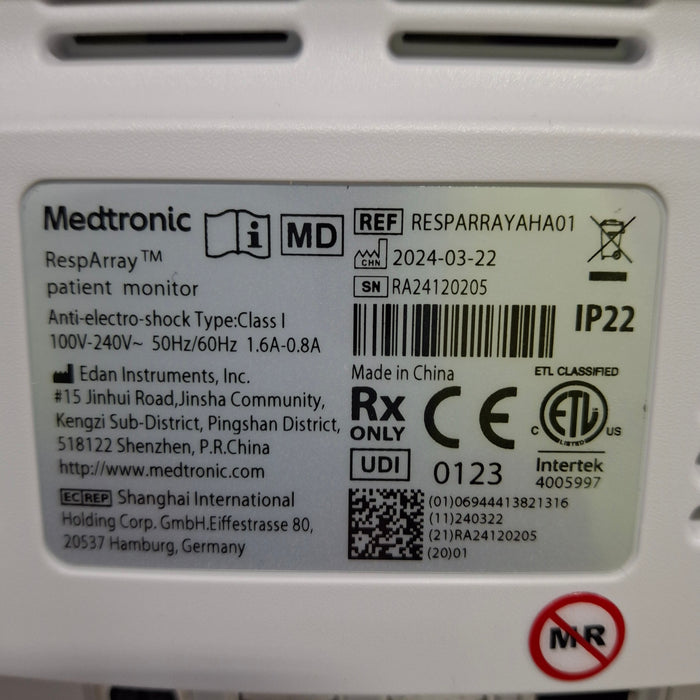 Medtronic
RespArray™
patient monitor
Anti-electro-shock Type:Class I
100V-240V~ 50Hz/60Hz 1.6A-0.8A
Edan Instruments, Inc.
#15 Jinhui Road,Jinsha Community,
Kengzi Sub-District, Pingshan District,
518122 Shenzhen, P.R.China
http://www.medtronic.com
EC REP Shanghai International
Holding Corp. GmbH.Eiffestrasse 80,
20537 Hamburg, Germany
i
MD
REF RESPARRAYAHA01
CHN 2024-03-22
SN RA24120205
IP22
Made in China
Rx
ONLY
CE
0123
ETL CLASSIFIED
C ETL US
LISTED
Intertek
4005997
UDI
(01)06944413821316
(11)240322
(21)RA24120205
(20)01
MR